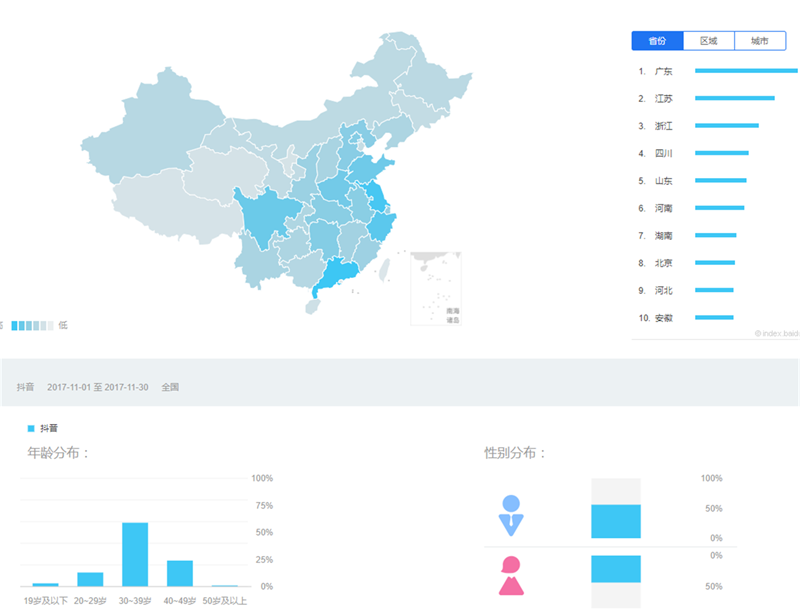 省份 区域 城市
1. 广东
2. 江苏
3. 浙江
4. 四川
5. 山东
6. 河南
7. 湖南
8. 北京
9. 河北
10. 安徽
南海
诸岛
低
© index.baid
抖音 2017-11-01 至 2017-11-30 全国
抖音
年龄分布：
100%
75%
50%
25%
0%
19岁及以下 20~29岁 30~39岁 40~49岁 50岁及以上
性别分布：
100%
50%
0%
0%
50%